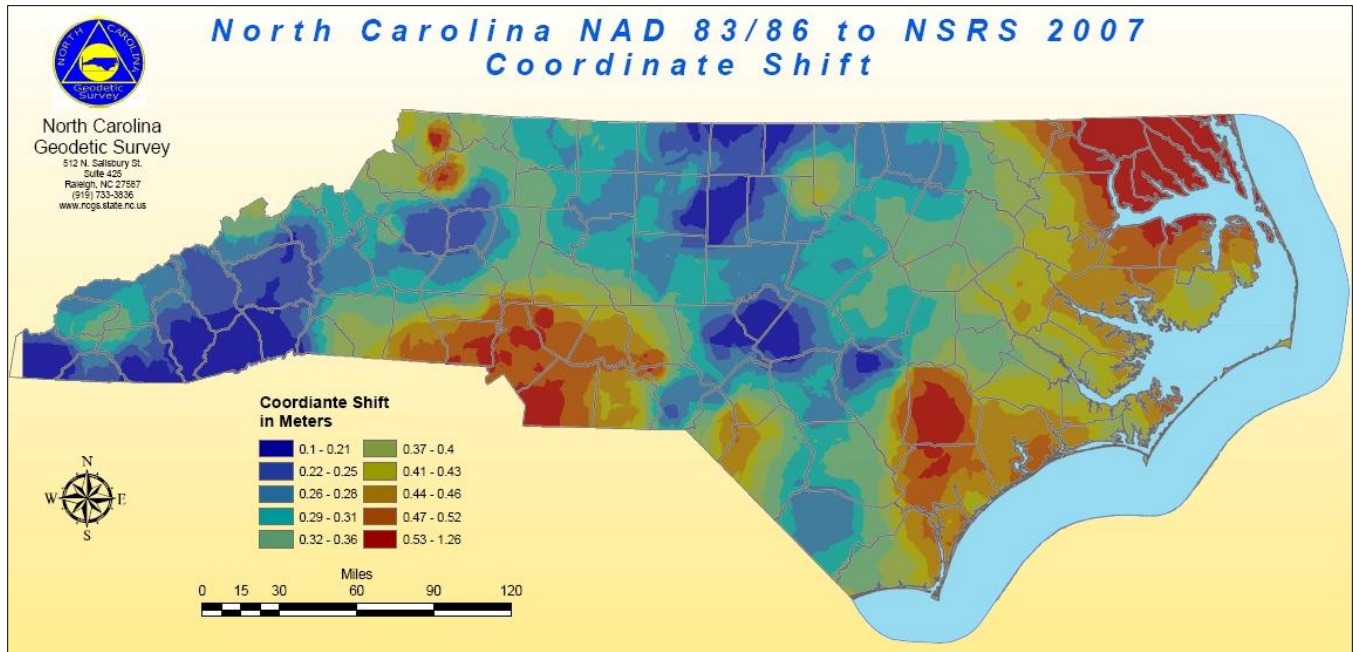 North Carolina NAD 83/86 to NSRS 2007
Coordinate Shift
NORTH CAROLINA
Geodetic
Survey
North Carolina
Geodetic Survey
512 N. Salisbury St.
Suite 425
Raleigh, NC 27587
(919) 733-3836
www.ncgs.state.nc.us
Coordiante Shift
in Meters
0.1 - 0.21
0.22 - 0.25
0.26 - 0.28
0.29 - 0.31
0.32 - 0.36
0.37 - 0.4
0.41 - 0.43
0.44 - 0.46
0.47 - 0.52
0.53 - 1.26
N
W E
S
Miles
0 15 30 60 90 120